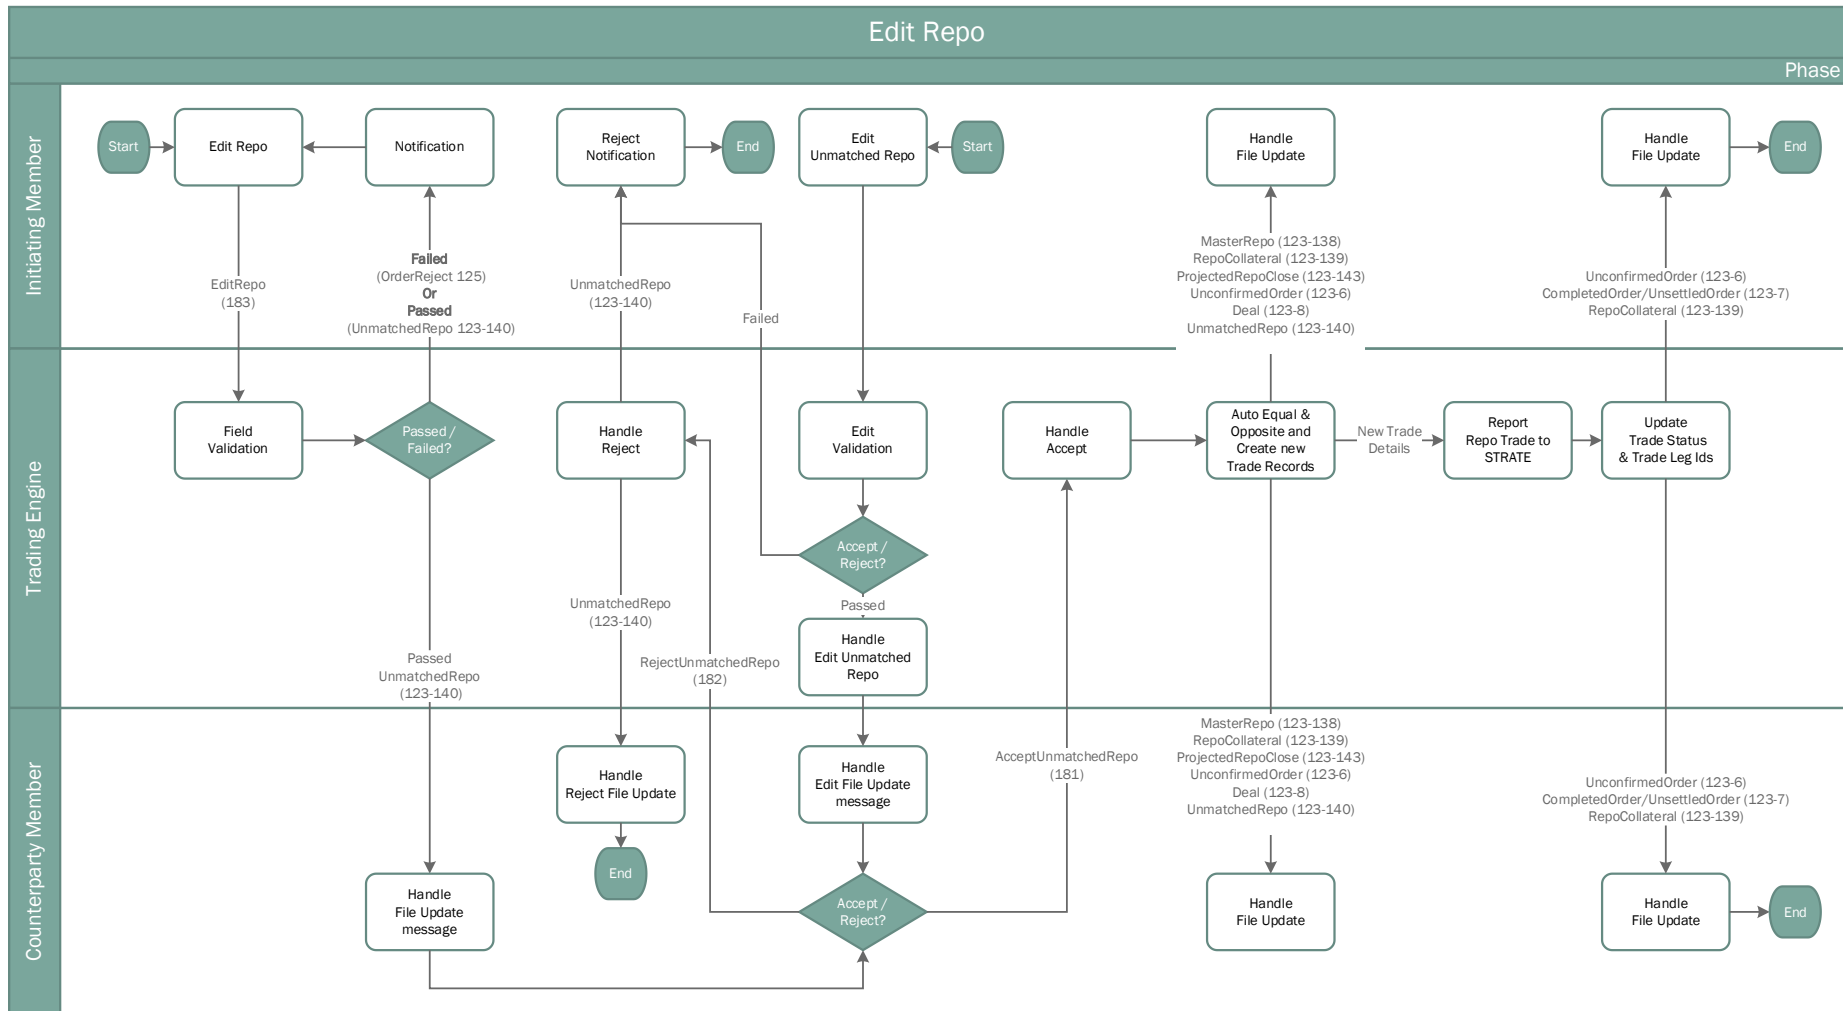 Edit Repo
Phase
Initiating Member
Start
Edit Repo
Notification
Reject
Notification
End
Edit
Unmatched Repo
Start
Handle
File Update
Handle
File Update
End
EditRepo
(183)
Failed
(OrderReject 125)
Or
Passed
(UnmatchedRepo 123-140)
UnmatchedRepo
(123-140)
Failed
MasterRepo (123-138)
RepoCollateral (123-139)
ProjectedRepoClose (123-143)
UnconfirmedOrder (123-6)
Deal (123-8)
UnmatchedRepo (123-140)
UnconfirmedOrder (123-6)
CompletedOrder/UnsettledOrder (123-7)
RepoCollateral (123-139)
Trading Engine
Field
Validation
Passed /
Failed?
Handle
Reject
Edit
Validation
Handle
Accept
Auto Equal &
Opposite and
Create new
Trade Records
New Trade
Details
Report
Repo Trade to
STRATE
Update
Trade Status
& Trade Leg Ids
Accept /
Reject?
Passed
UnmatchedRepo
(123-140)
Handle
Edit Unmatched
Repo
Passed
UnmatchedRepo
(123-140)
RejectUnmatchedRepo
(182)
Counterparty Member
MasterRepo (123-138)
RepoCollateral (123-139)
ProjectedRepoClose (123-143)
UnconfirmedOrder (123-6)
Deal (123-8)
UnmatchedRepo (123-140)
AcceptUnmatchedRepo
(181)
Handle
Reject File Update
Handle
Edit File Update
message
UnconfirmedOrder (123-6)
CompletedOrder/UnsettledOrder (123-7)
RepoCollateral (123-139)
End
Handle
File Update
message
Accept /
Reject?
Handle
File Update
Handle
File Update
End